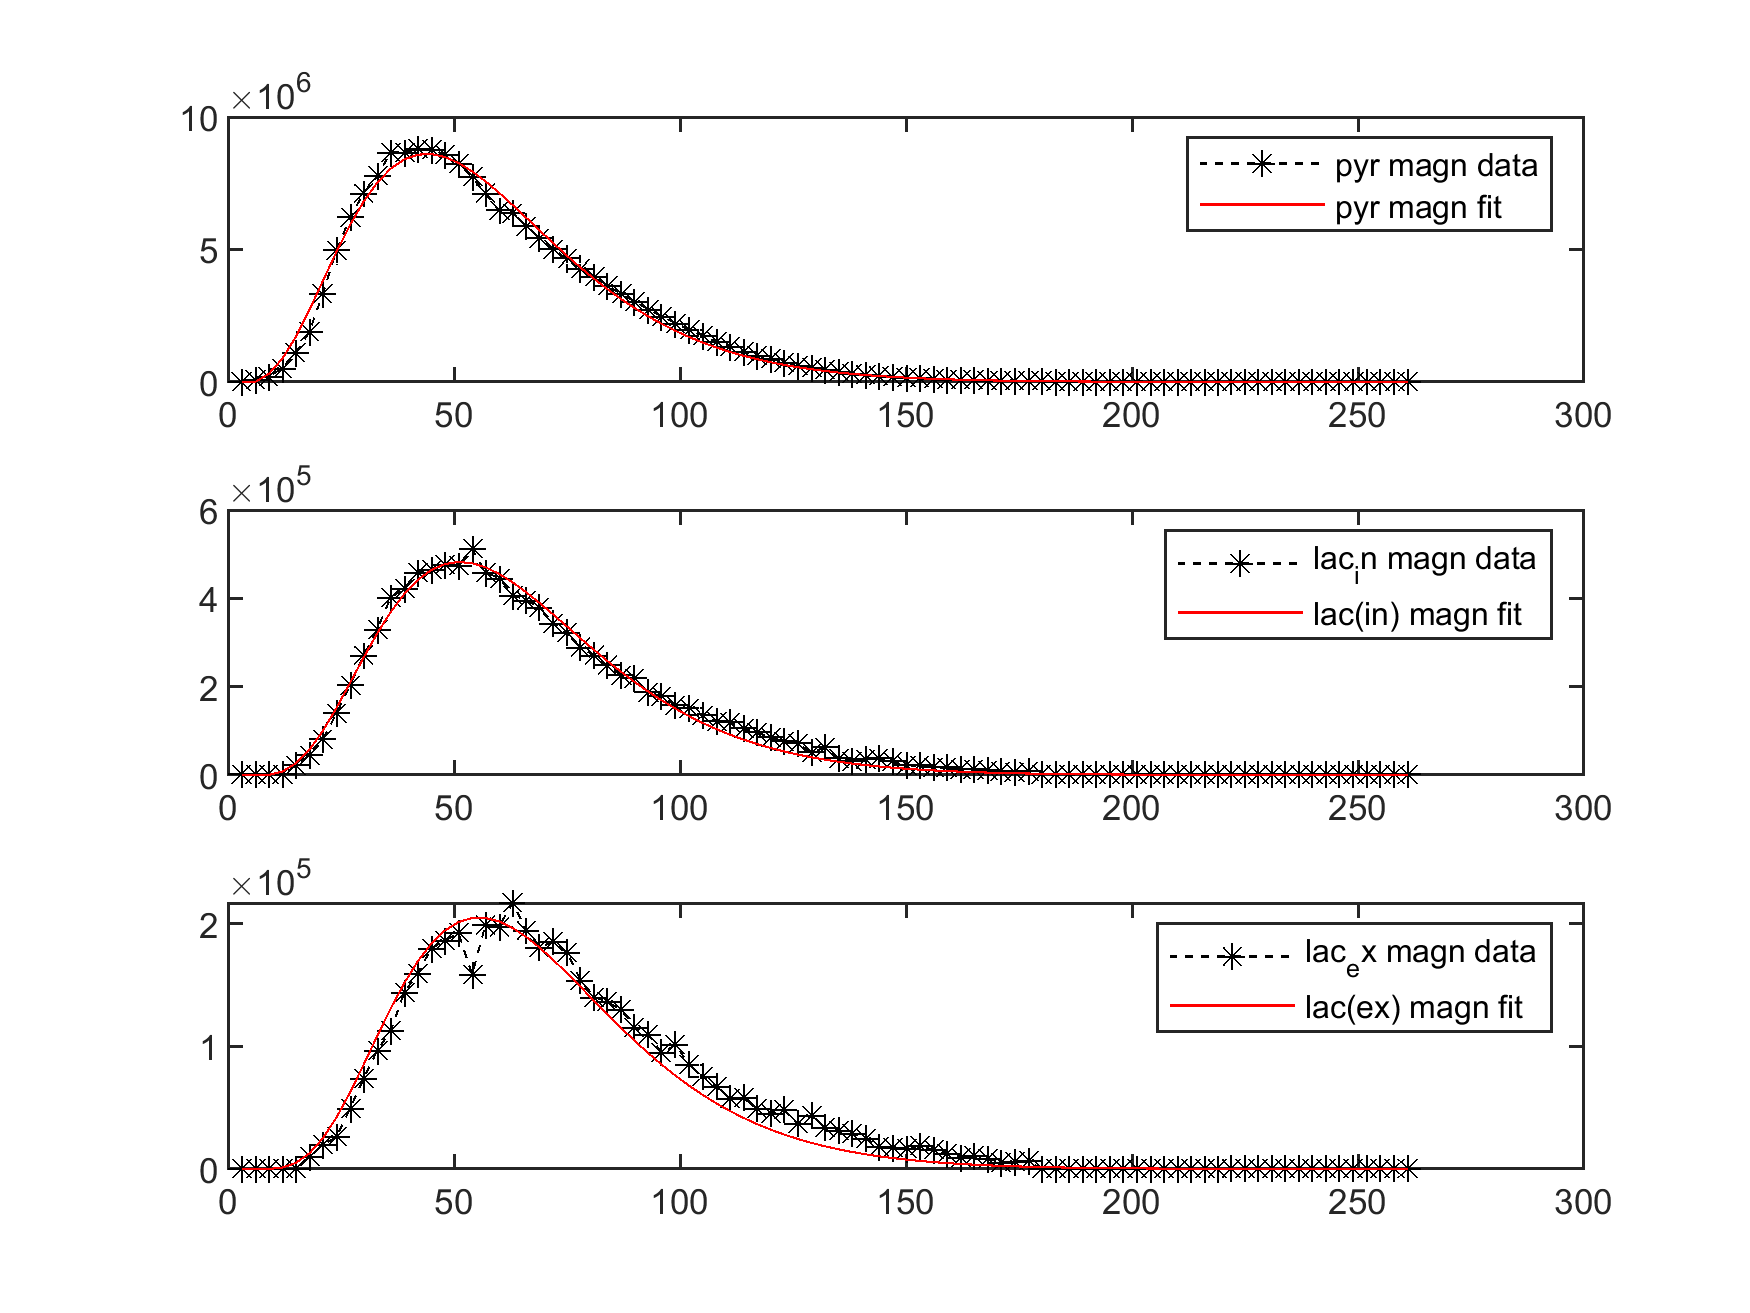 ×10^6
10
5
0
0 50 100 150 200 250 300
pyr magn data
pyr magn fit
×10^5
6
4
2
0
0 50 100 150 200 250 300
lac_in magn data
lac(in) magn fit
×10^5
2
1
0
0 50 100 150 200 250 300
lac_ex magn data
lac(ex) magn fit